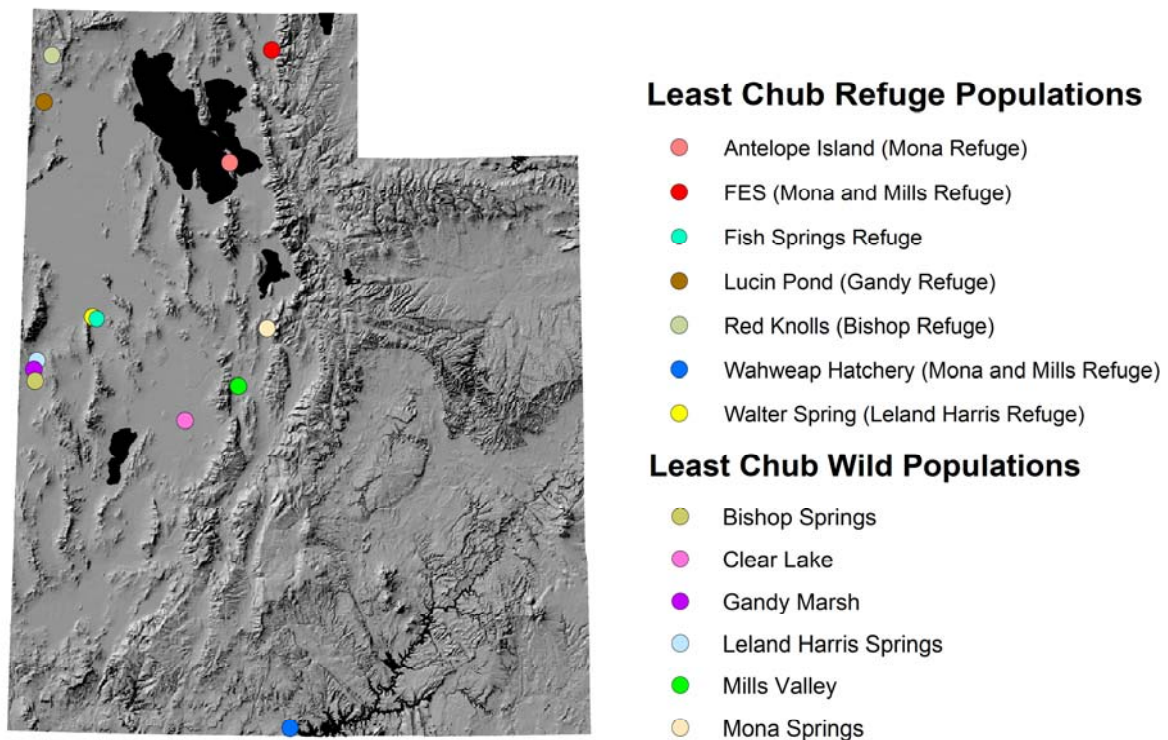 Least Chub Refuge Populations
Antelope Island (Mona Refuge)
FES (Mona and Mills Refuge)
Fish Springs Refuge
Lucin Pond (Gandy Refuge)
Red Knolls (Bishop Refuge)
Wahweap Hatchery (Mona and Mills Refuge)
Walter Spring (Leland Harris Refuge)
Least Chub Wild Populations
Bishop Springs
Clear Lake
Gandy Marsh
Leland Harris Springs
Mills Valley
Mona Springs